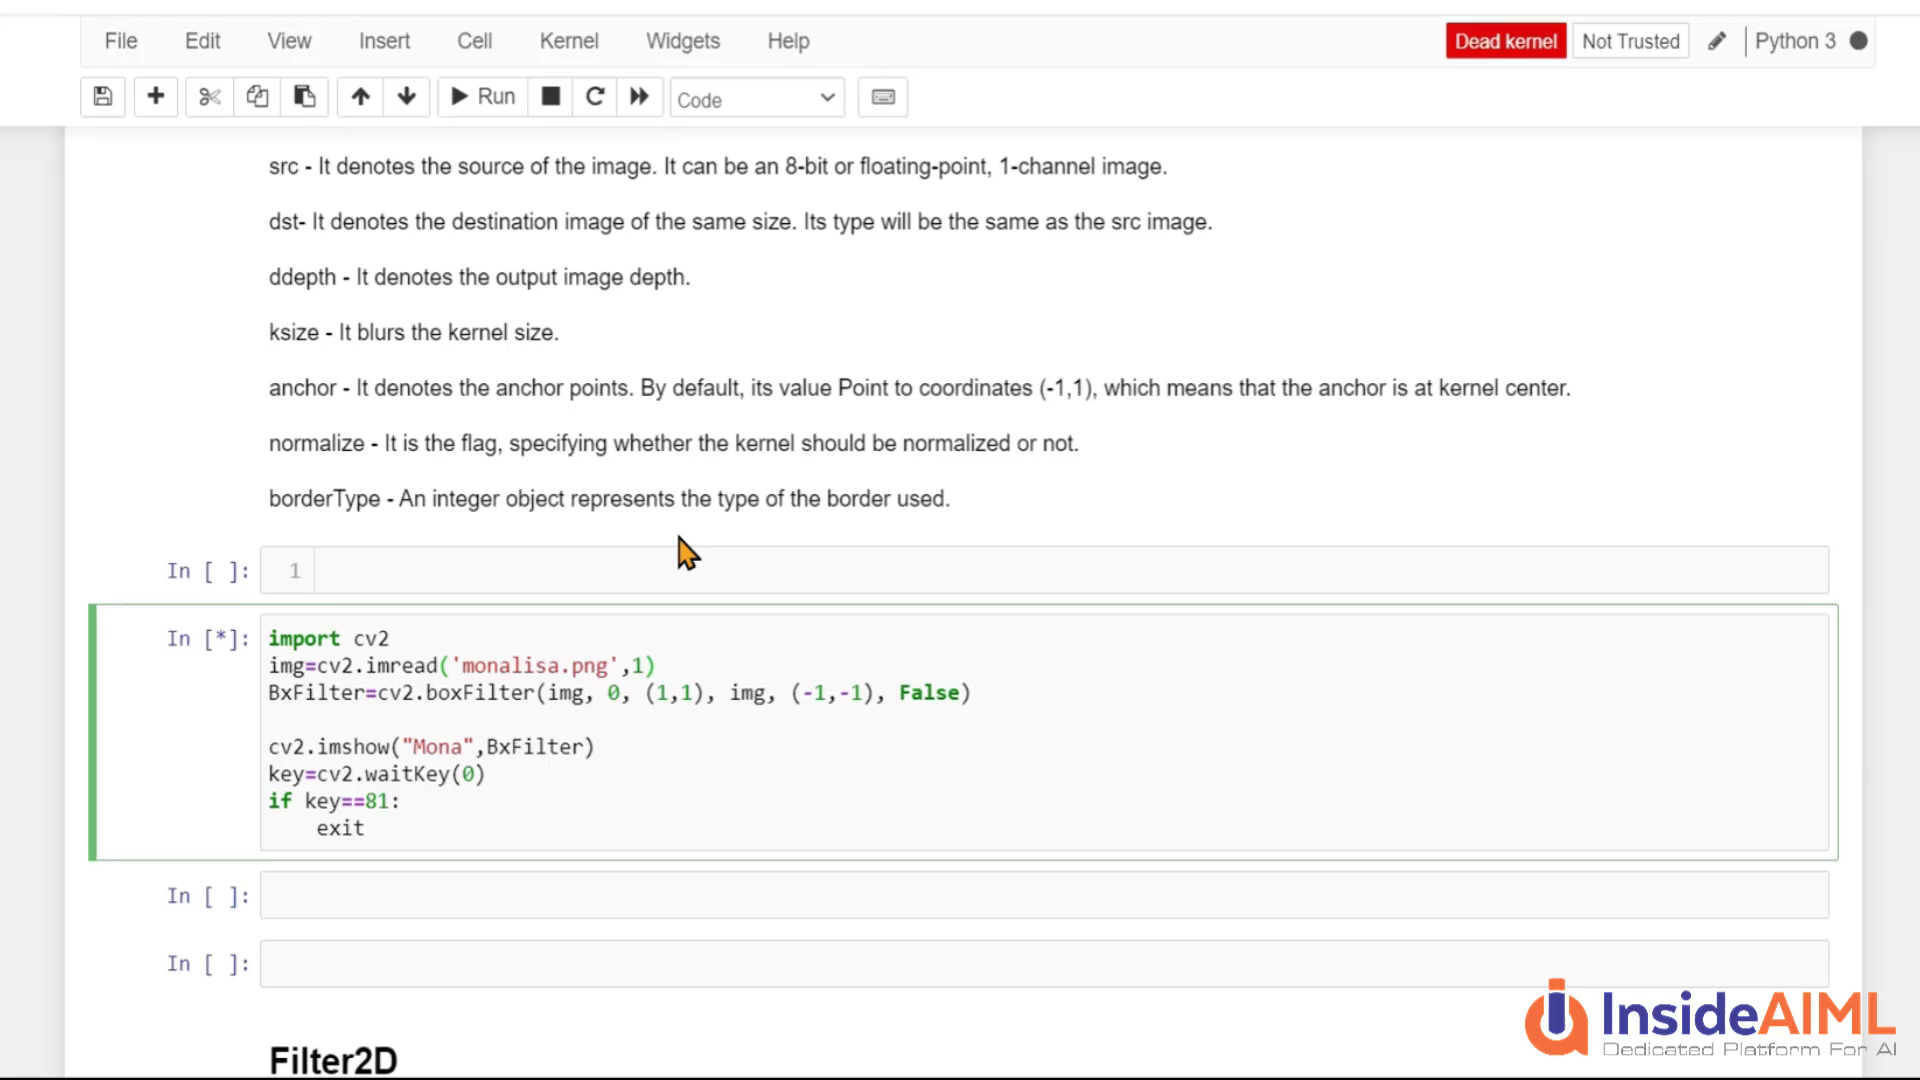 File Edit View Insert Cell Kernel Widgets Help Dead kernel Not Trusted Python 3
Run Code
src - It denotes the source of the image. It can be an 8-bit or floating-point, 1-channel image.
dst- It denotes the destination image of the same size. Its type will be the same as the src image.
ddepth - It denotes the output image depth.
ksize - It blurs the kernel size.
anchor - It denotes the anchor points. By default, its value Point to coordinates (-1,1), which means that the anchor is at kernel center.
normalize - It is the flag, specifying whether the kernel should be normalized or not.
borderType - An integer object represents the type of the border used.
In [ ]: 1
In [*]: import cv2
img=cv2.imread('monalisa.png',1)
BxFilter=cv2.boxFilter(img, 0, (1,1), img, (-1,-1), False)
cv2.imshow("Mona",BxFilter)
key=cv2.waitKey(0)
if key==81:
    exit
In [ ]:
In [ ]:
InsideAIML
Dedicated Platform For AI
Filter2D